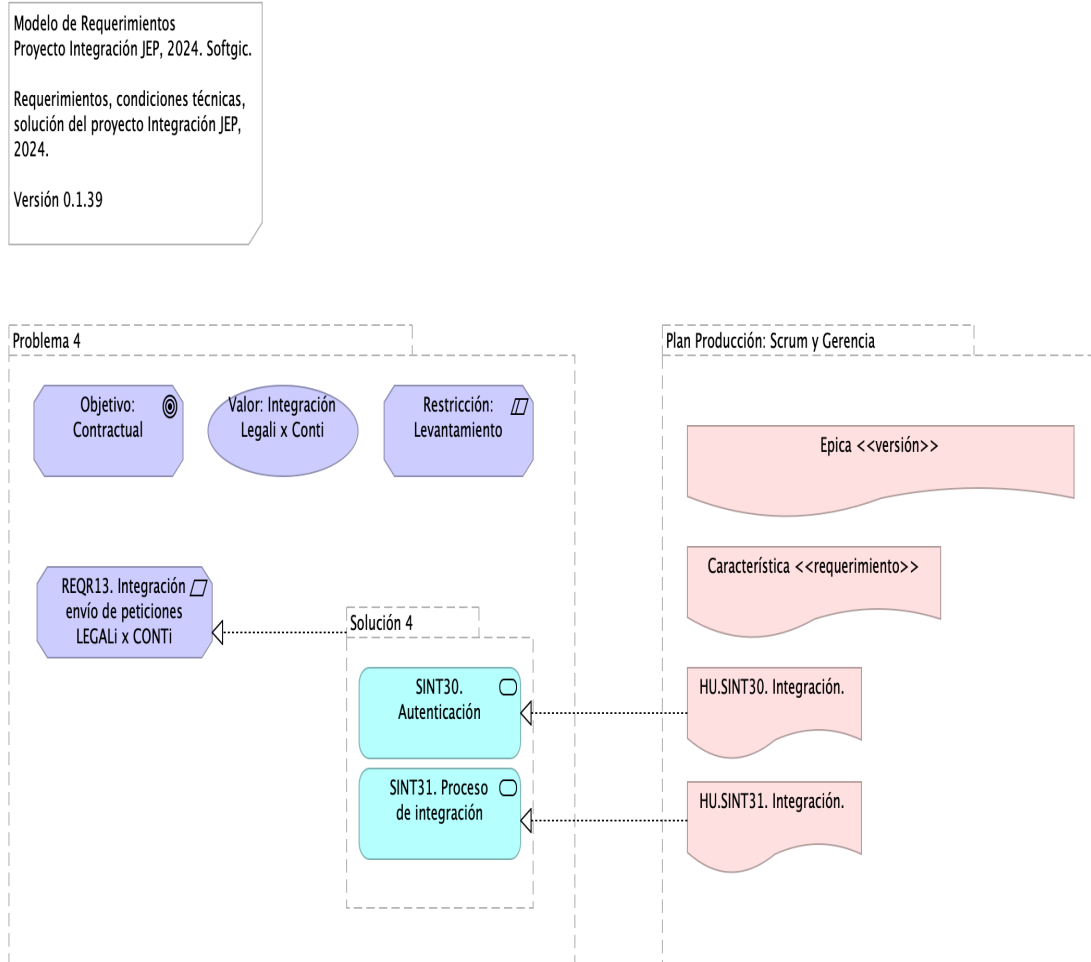 Modelo de Requerimientos
Proyecto Integración JEP, 2024. Softgic.
Requerimientos, condiciones técnicas,
solución del proyecto Integración JEP,
2024.
Versión 0.1.39
Problema 4
Objetivo:
Contractual
Valor: Integración
Legali x Conti
Restricción:
Levantamiento
REQR13. Integración
envío de peticiones
LEGALi x CONTi
Solución 4
SINT30.
Autenticación
SINT31. Proceso
de integración
Plan Producción: Scrum y Gerencia
Epica <<versión>>
Característica <<requerimiento>>
HU.SINT30. Integración.
HU.SINT31. Integración.